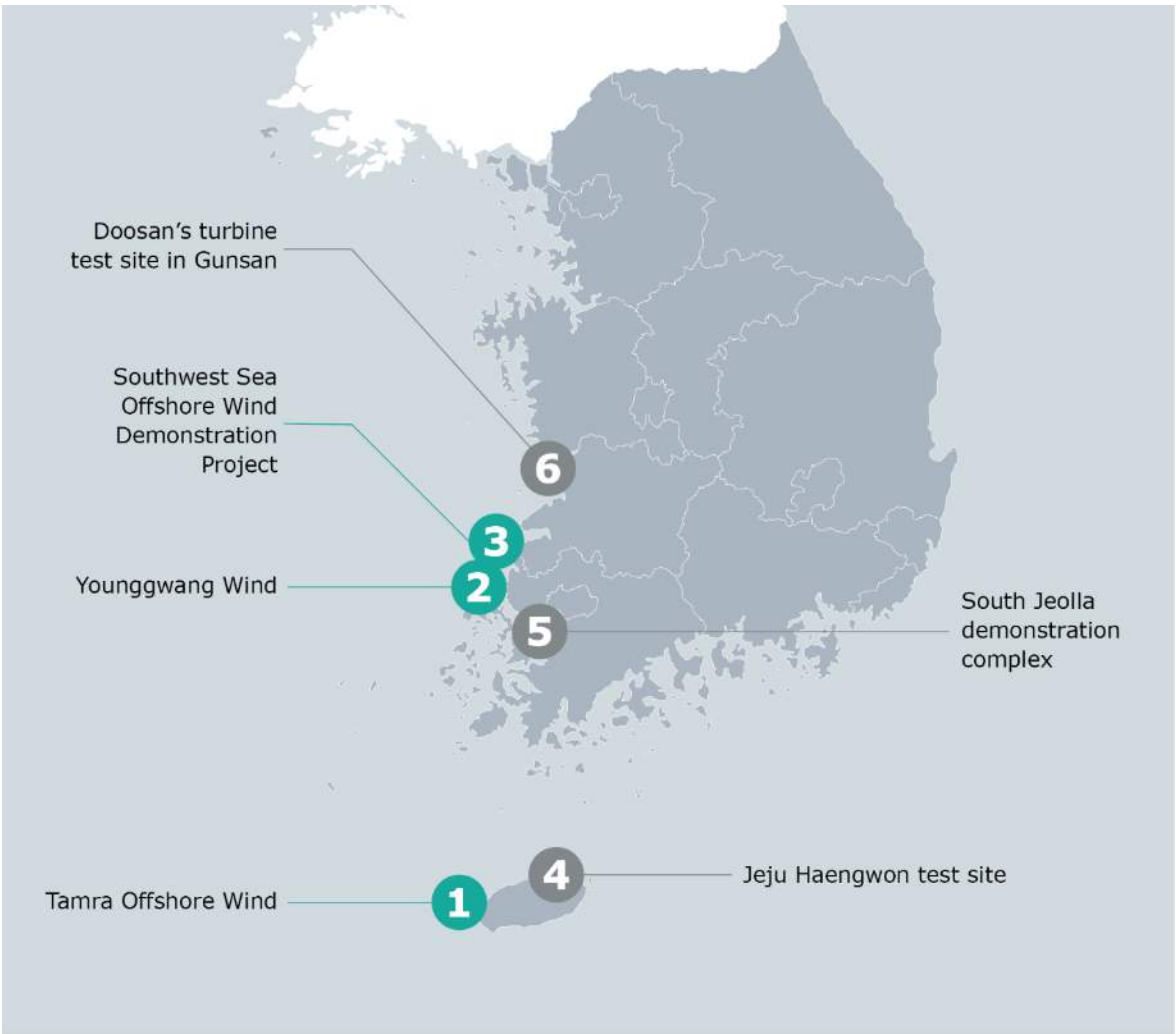 Doosan’s turbine
test site in Gunsan
Southwest Sea
Offshore Wind
Demonstration
Project
6
3
Younggwang Wind
2
5
South Jeolla
demonstration
complex
4
Jeju Haengwon test site
Tamra Offshore Wind
1